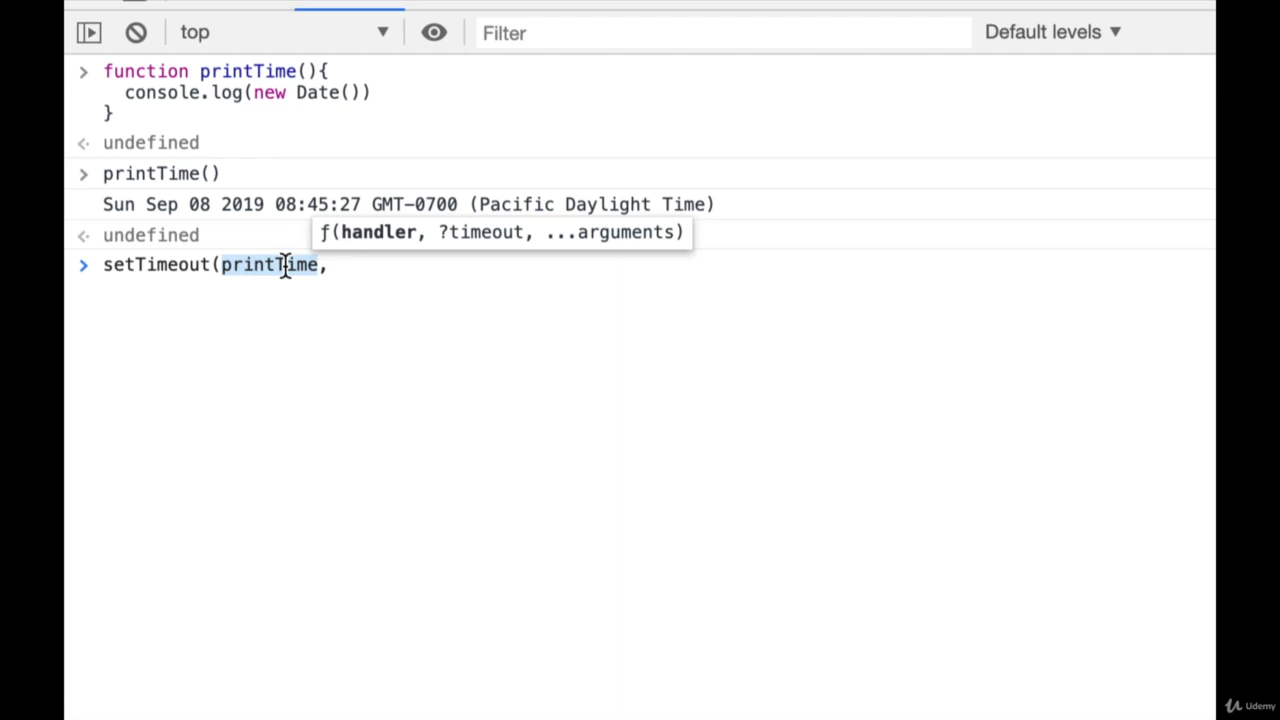 top
Filter
Default levels ▼
> function printTime(){
console.log(new Date())
}
<· undefined
> printTime()
Sun Sep 08 2019 08:45:27 GMT-0700 (Pacific Daylight Time)
<· undefined
ƒ(handler, ?timeout, ...arguments)
> setTimeout(printTime,
Udemy